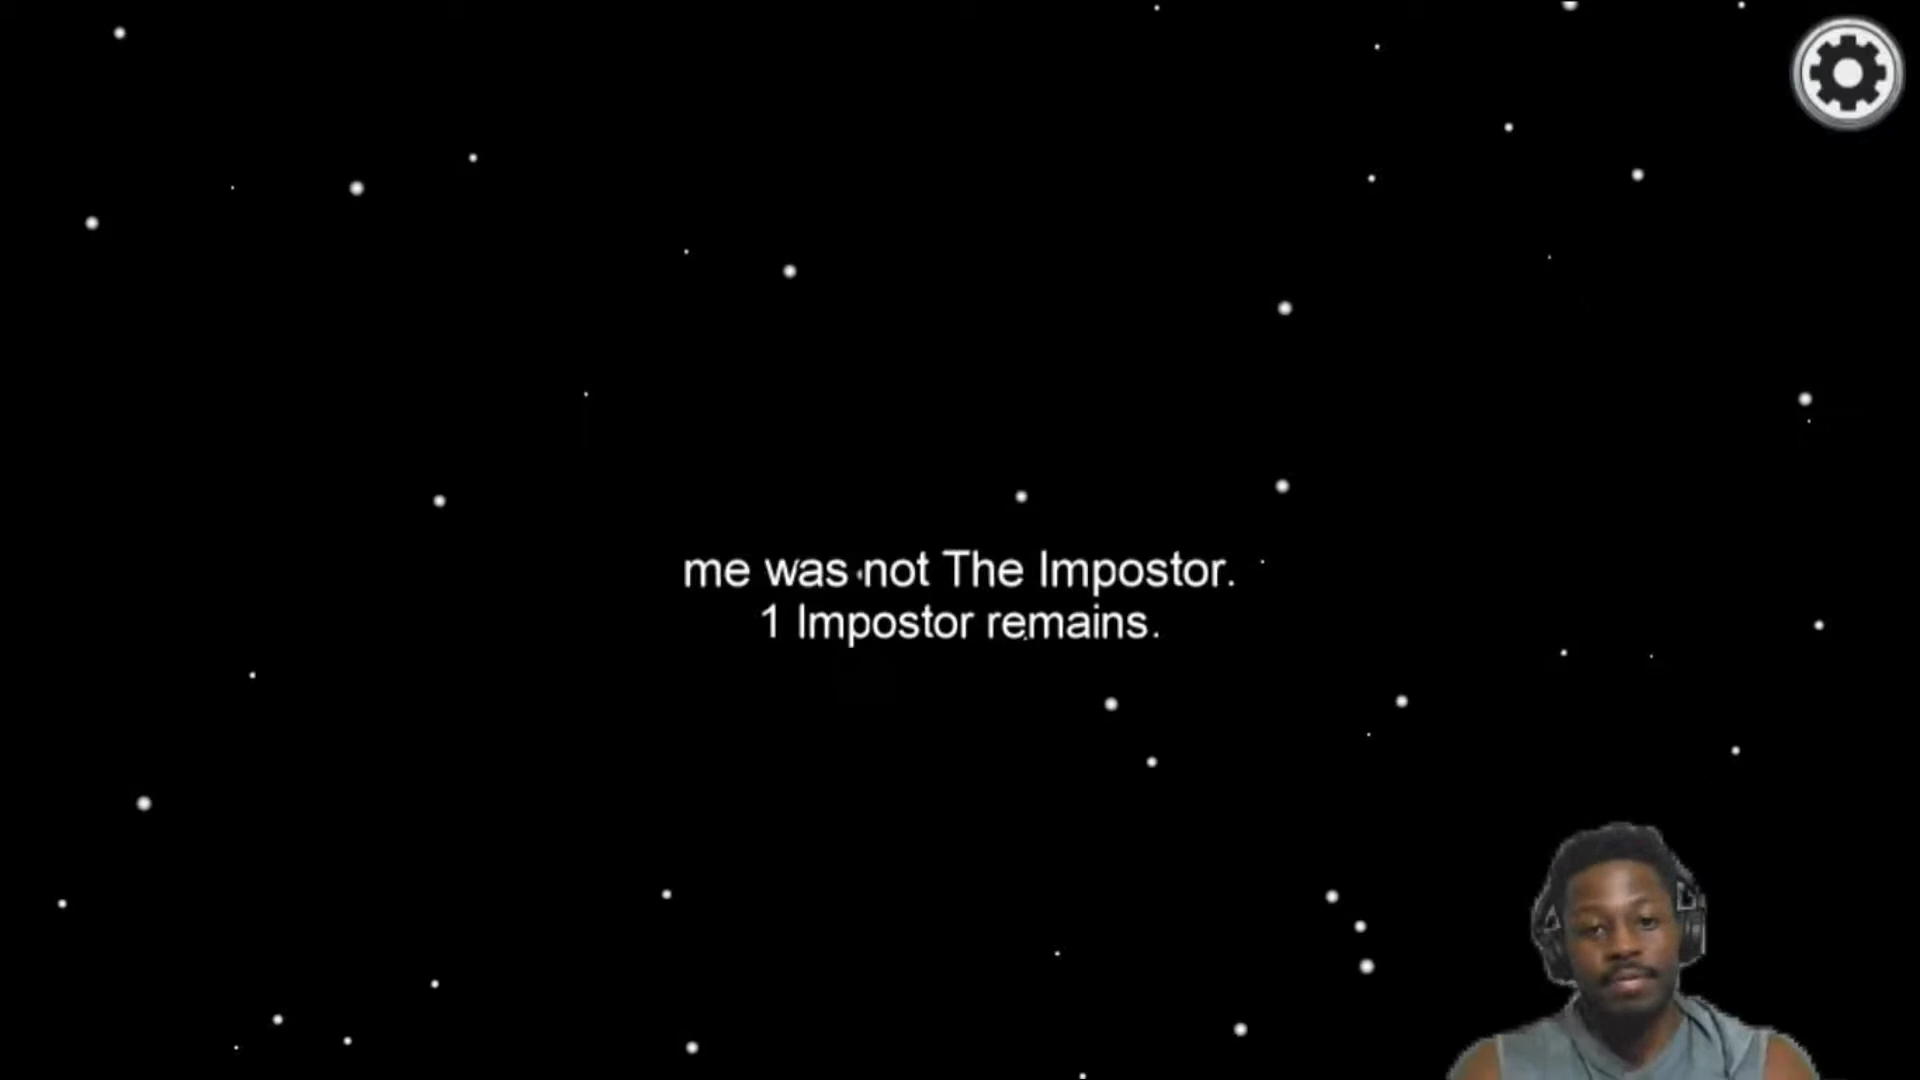 me was not The Impostor.
1 Impostor remains.